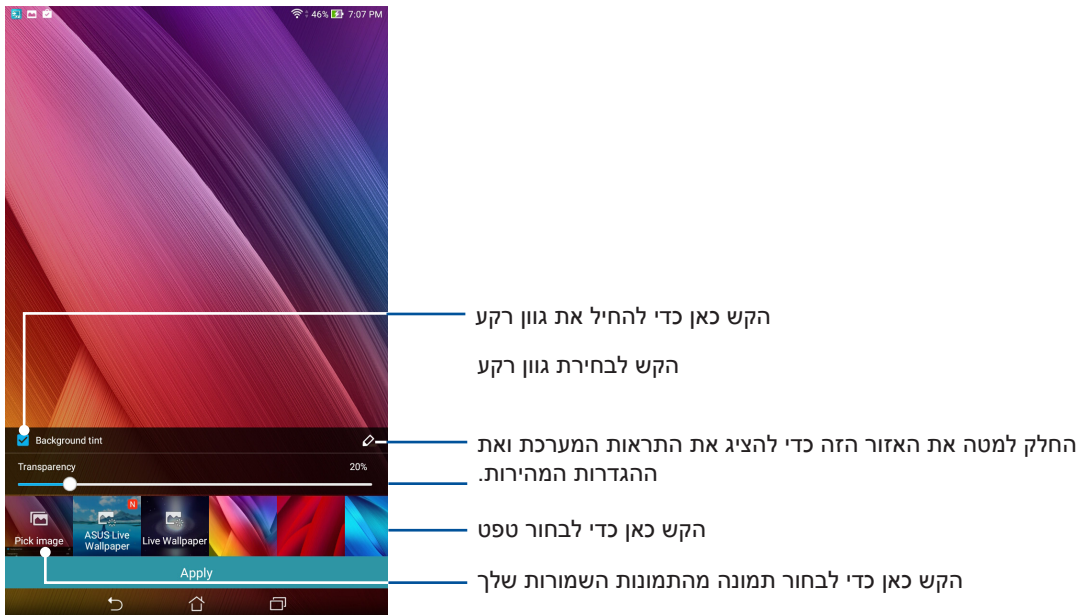 46% 7:07 PM
הקש כאן כדי להחיל את גוון רקע
הקש לבחירת גוון רקע
Background tint
החלק למטה את האזור הזה כדי להציג את התראות המערכת ואת
ההגדרות המהירות.
Transparency 20%
N
הקש כאן כדי לבחור טפט
Pick image
ASUS Live
Wallpaper
Live Wallpaper
Apply
הקש כאן כדי לבחור תמונה מהתמונות השמורות שלך